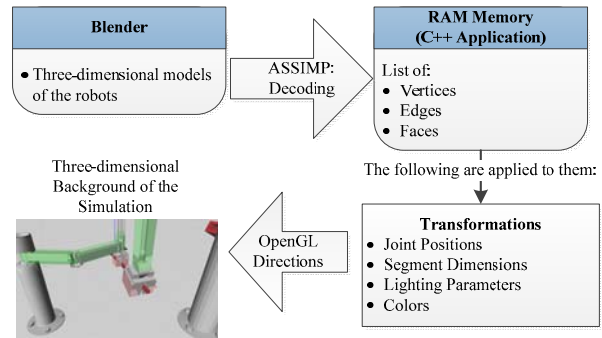 Blender
• Three-dimensional models
of the robots
ASSIMP:
Decoding
RAM Memory
(C++ Application)
List of:
• Vertices
• Edges
• Faces
The following are applied to them:
Transformations
• Joint Positions
• Segment Dimensions
• Lighting Parameters
• Colors
OpenGL
Directions
Three-dimensional
Background of the
Simulation